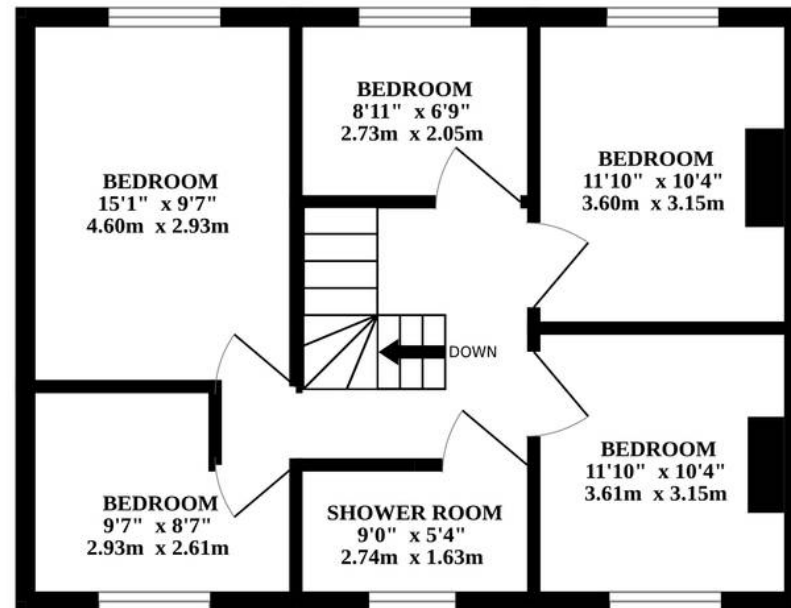 BEDROOM
8'11" x 6'9"
2.73m x 2.05m
BEDROOM
11'10" x 10'4"
3.60m x 3.15m
BEDROOM
15'1" x 9'7"
4.60m x 2.93m
DOWN
BEDROOM
11'10" x 10'4"
3.61m x 3.15m
BEDROOM
9'7" x 8'7"
2.93m x 2.61m
SHOWER ROOM
9'0" x 5'4"
2.74m x 1.63m